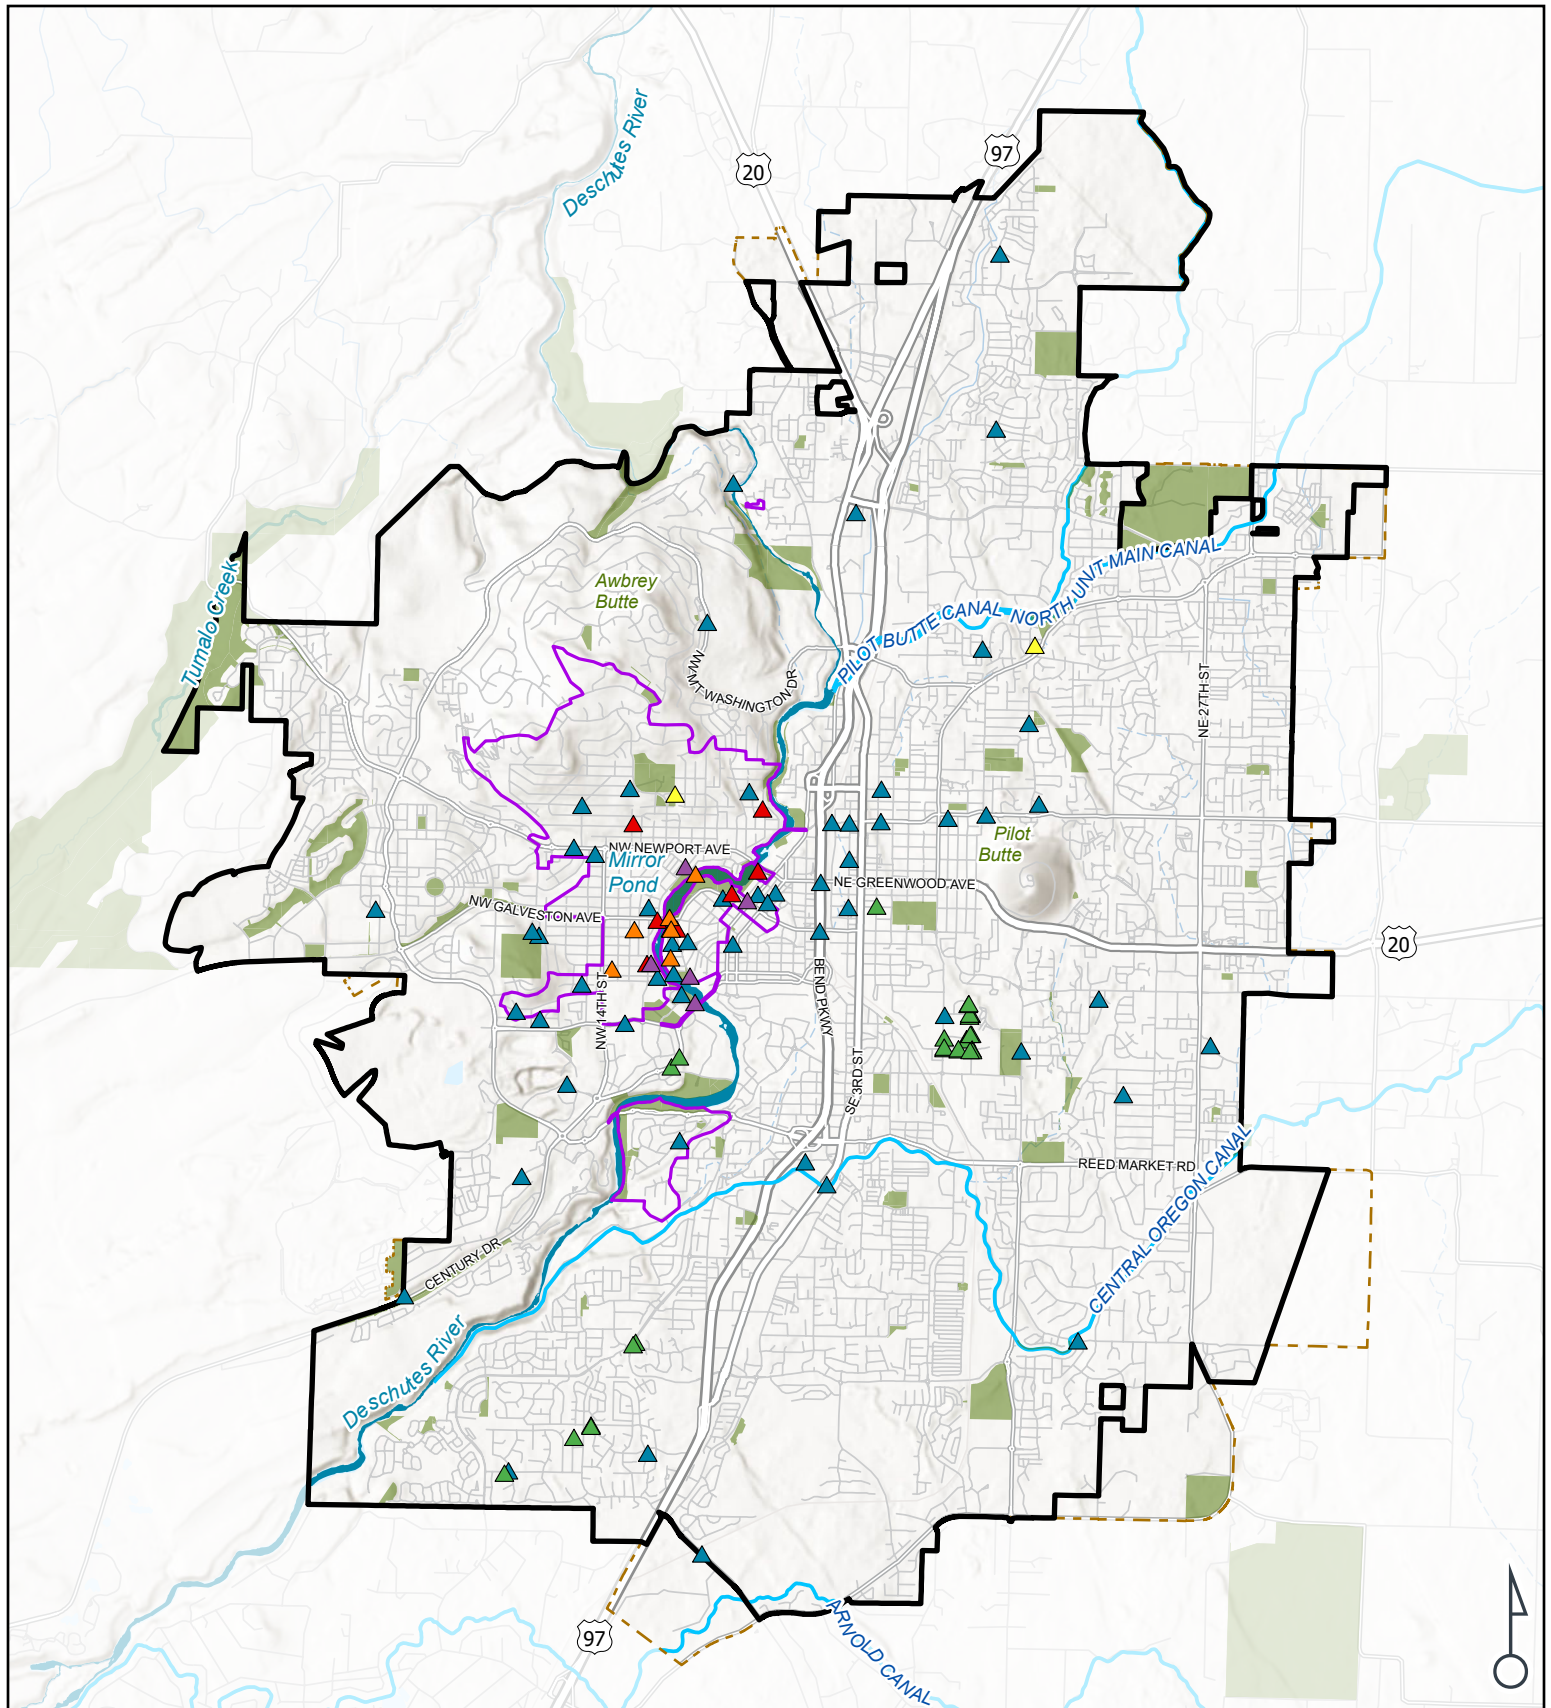 Deschutes River
97
20
Awbrey
Butte
Tumalo Creek
PILOT BUTTE CANAL
NORTH UNIT MAIN CANAL
NW MT WASHINGTON DR
NE 27TH ST
Pilot
Butte
NW NEWPORT AVE
Mirror
Pond
NE GREENWOOD AVE
NW GALVESTON AVE
20
BEND PKWY
NW 14TH ST
SE 3RD ST
REED MARKET RD
CENTRAL OREGON CANAL
CENTURY DR
Deschutes River
97
ARNOLD CANAL